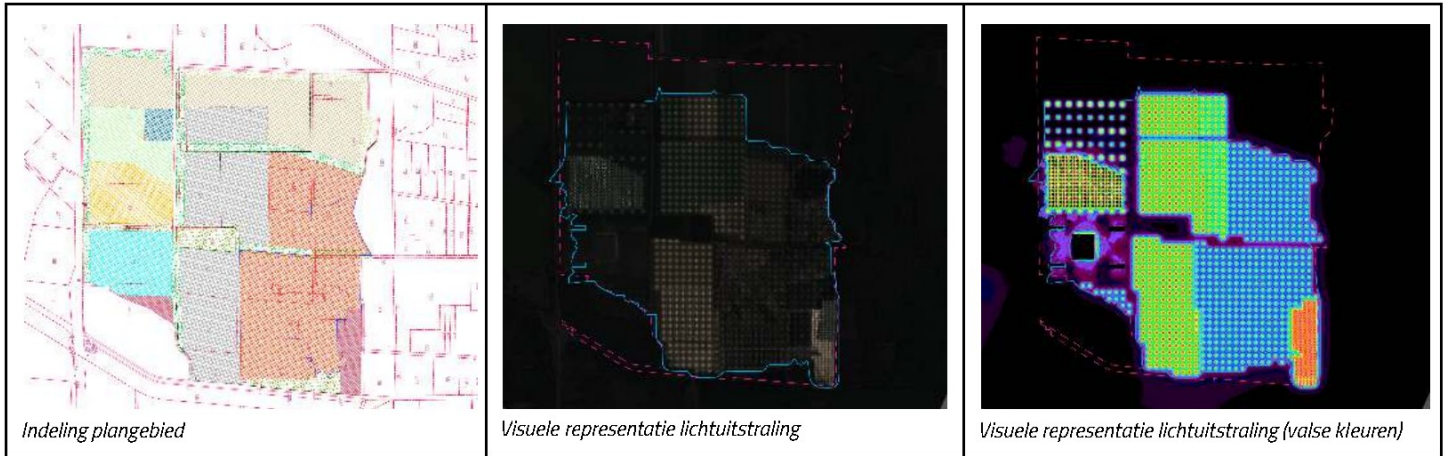 Indeling plangebied
Visuele representatie lichtuitstraling
Visuele representatie lichtuitstraling (valse kleuren)